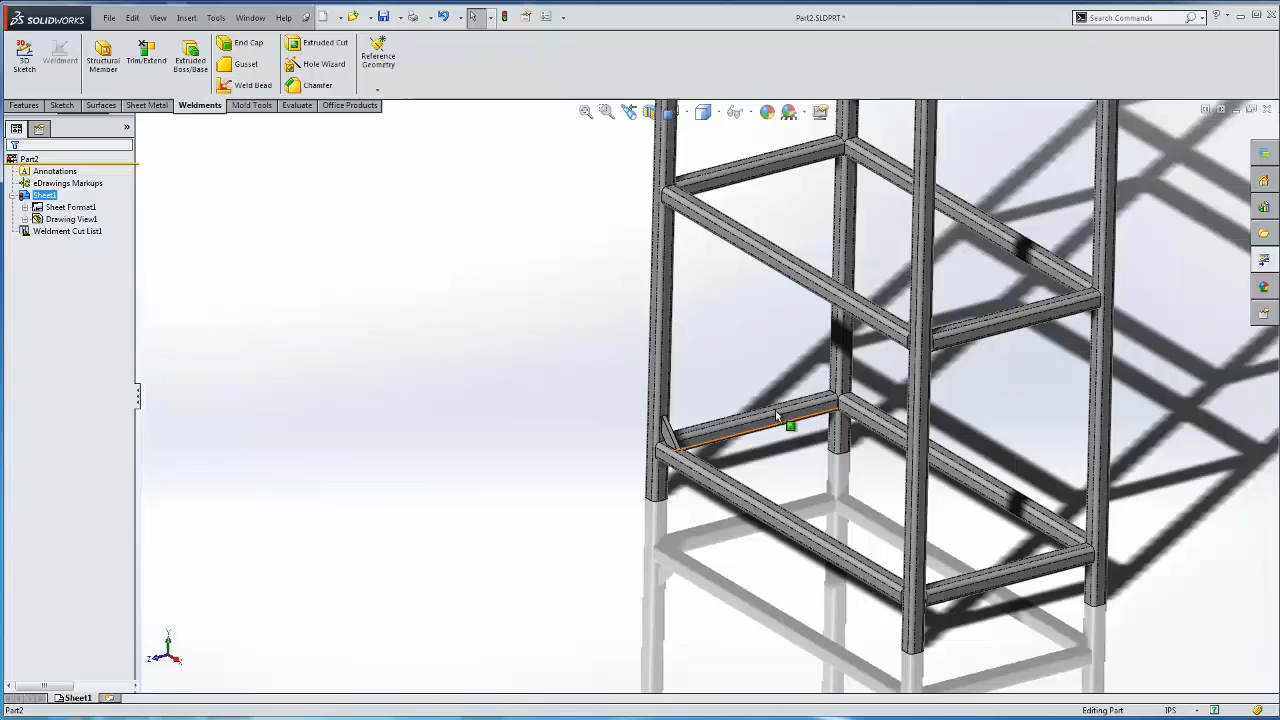 SOLIDWORKS File Edit View Insert Tools Window Help Part2.SLDPRT * Search Commands
3D Sketch
Weldment
Structural Member
Trim/Extend
Extruded Boss/Base
End Cap
Gusset
Weld Bead
Extruded Cut
Hole Wizard
Chamfer
Reference Geometry
Features Sketch Surfaces Sheet Metal Weldments Mold Tools Evaluate Office Products
Part2
Annotations
eDrawings Markups
Sheet1
Sheet Format1
Drawing View1
Weldment Cut List1
Y
Z
Sheet1
Part2 Editing Part IPS